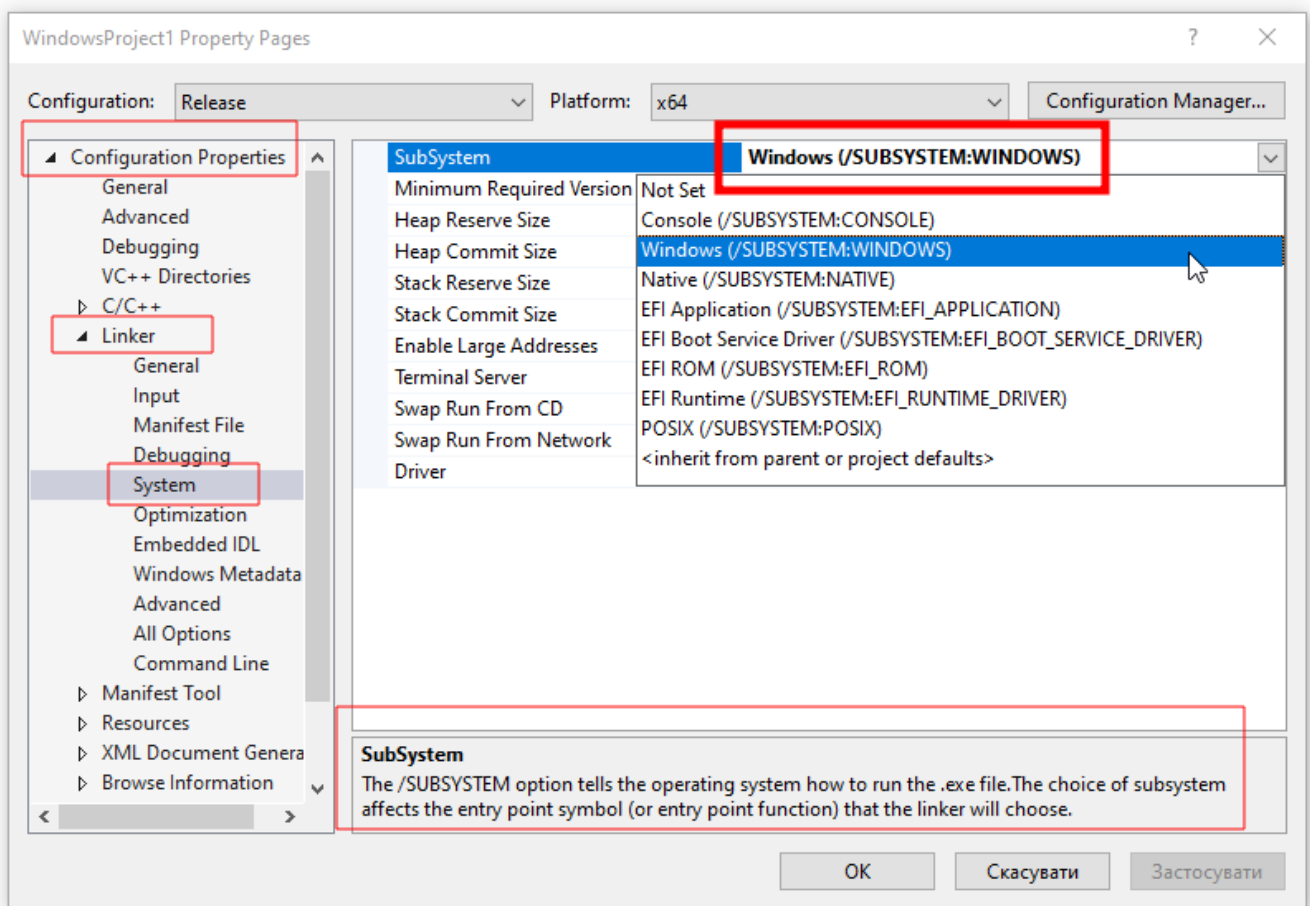 WindowsProject1 Property Pages
?
Configuration: Release Platform: x64 Configuration Manager...
Configuration Properties
General
Advanced
Debugging
VC++ Directories
C/C++
Linker
General
Input
Manifest File
Debugging
System
Optimization
Embedded IDL
Windows Metadata
Advanced
All Options
Command Line
Manifest Tool
Resources
XML Document Genera
Browse Information
SubSystem Windows (/SUBSYSTEM:WINDOWS)
Minimum Required Version
Heap Reserve Size
Heap Commit Size
Stack Reserve Size
Stack Commit Size
Enable Large Addresses
Terminal Server
Swap Run From CD
Swap Run From Network
Driver
Not Set
Console (/SUBSYSTEM:CONSOLE)
Windows (/SUBSYSTEM:WINDOWS)
Native (/SUBSYSTEM:NATIVE)
EFI Application (/SUBSYSTEM:EFI_APPLICATION)
EFI Boot Service Driver (/SUBSYSTEM:EFI_BOOT_SERVICE_DRIVER)
EFI ROM (/SUBSYSTEM:EFI_ROM)
EFI Runtime (/SUBSYSTEM:EFI_RUNTIME_DRIVER)
POSIX (/SUBSYSTEM:POSIX)
<inherit from parent or project defaults>
SubSystem
The /SUBSYSTEM option tells the operating system how to run the .exe file.The choice of subsystem
affects the entry point symbol (or entry point function) that the linker will choose.
OK Скасувати Застосувати